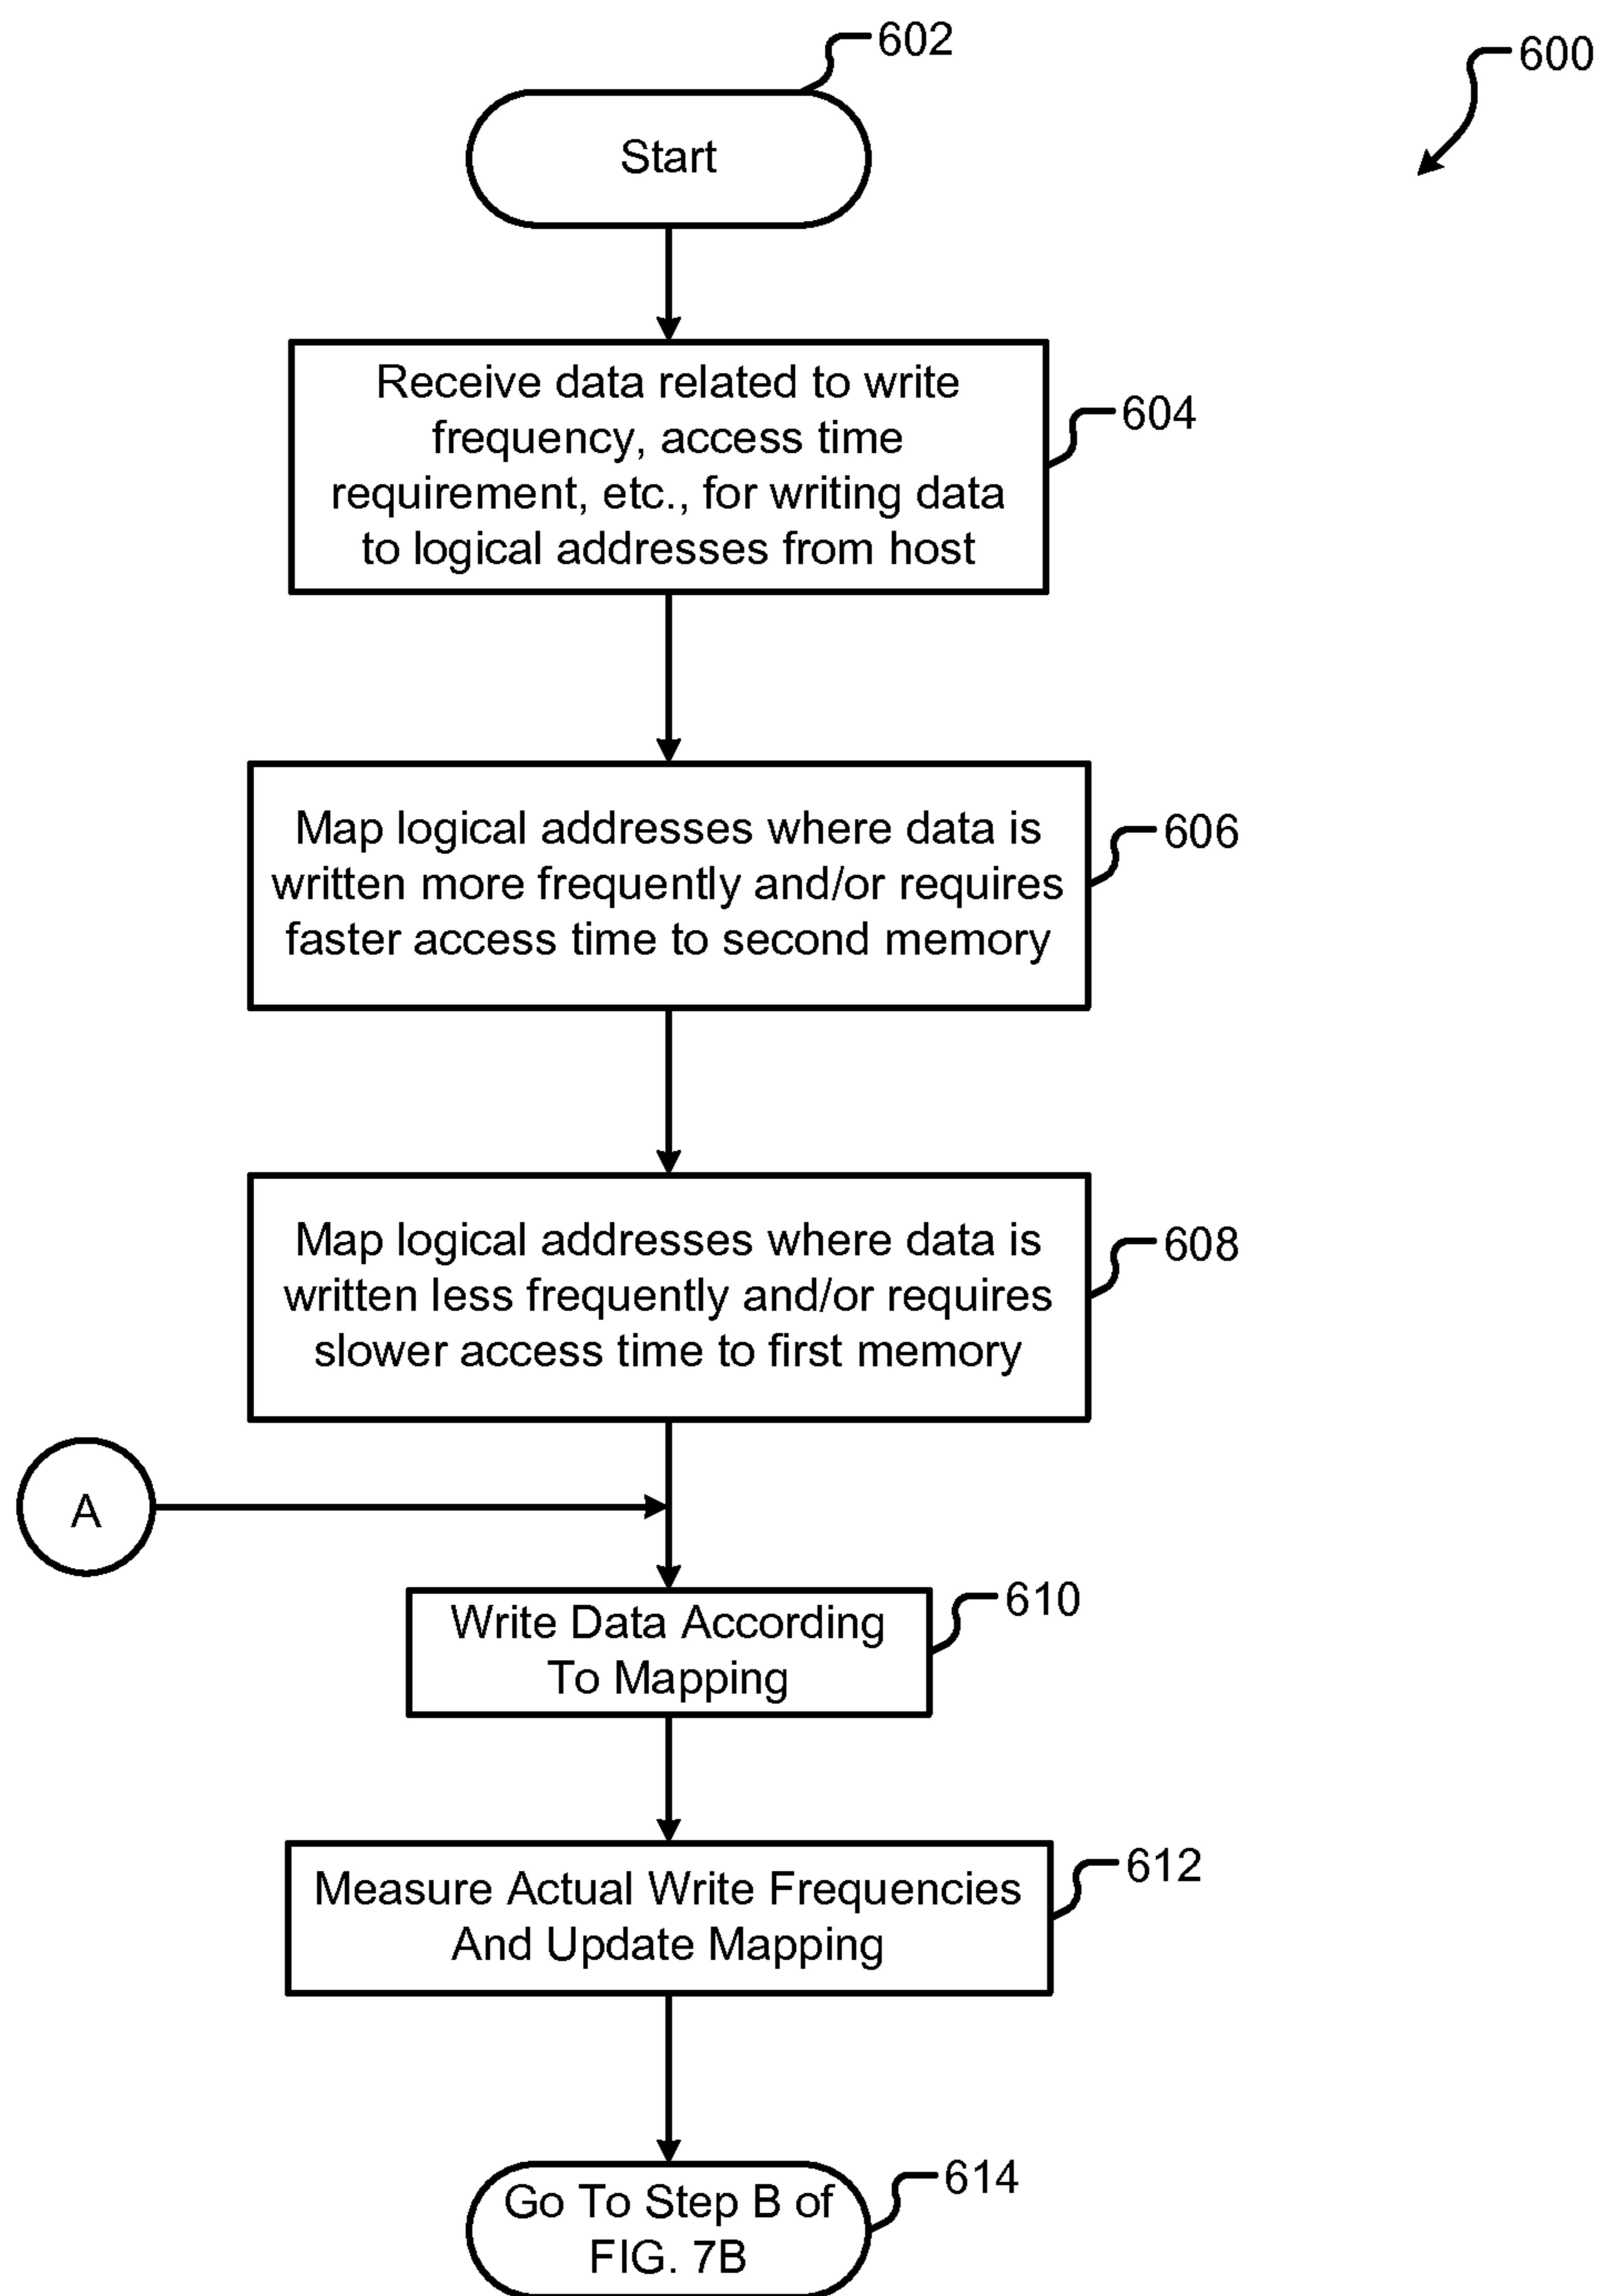 602
600
Start
Receive data related to write
frequency, access time
requirement, etc., for writing data
to logical addresses from host
604
Map logical addresses where data is
written more frequently and/or requires
faster access time to second memory
606
Map logical addresses where data is
written less frequently and/or requires
slower access time to first memory
608
A
Write Data According
To Mapping
610
Measure Actual Write Frequencies
And Update Mapping
612
Go To Step B of
FIG. 7B
614